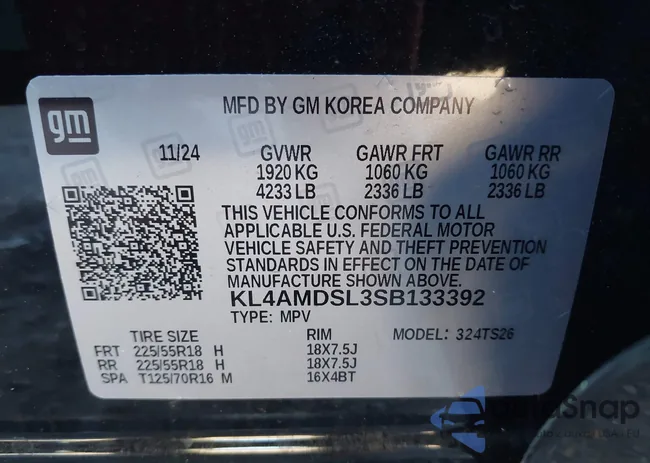 gm
MFD BY GM KOREA COMPANY
11/24 GVWR GAWR FRT GAWR RR
1920 KG 1060 KG 1060 KG
4233 LB 2336 LB 2336 LB
THIS VEHICLE CONFORMS TO ALL
APPLICABLE U.S. FEDERAL MOTOR
VEHICLE SAFETY AND THEFT PREVENTION
STANDARDS IN EFFECT ON THE DATE OF
MANUFACTURE SHOWN ABOVE.
KL4AMDSL3SB133392
TYPE: MPV
TIRE SIZE RIM MODEL: 324TS26
FRT 225/55R18 H 18X7.5J
RR 225/55R18 H 18X7.5J
SPA T125/70R16 M 16X4BT